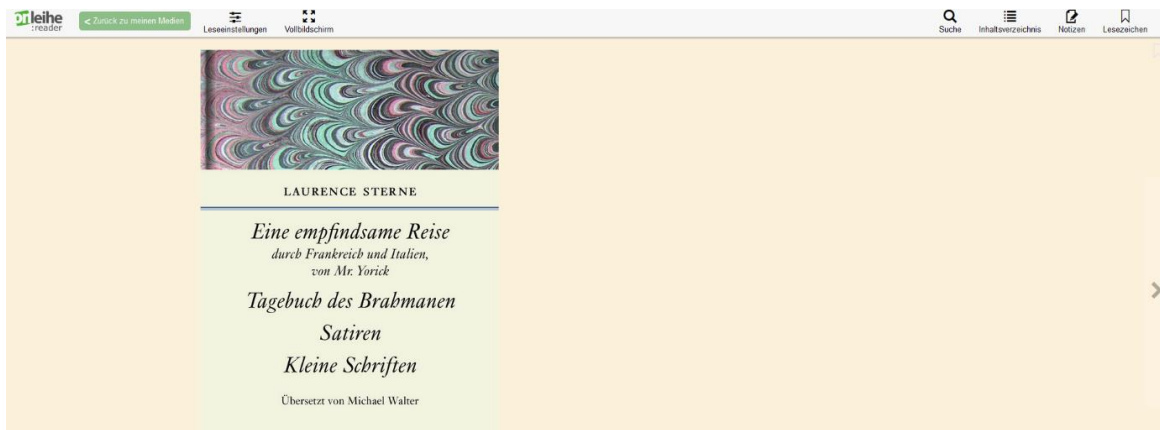 onleihe
:reader
< Zurück zu meinen Medien
Leseeinstellungen
Vollbildschirm
Suche
Inhaltsverzeichnis
Notizen
Lesezeichen
LAURENCE STERNE
Eine empfindsame Reise
durch Frankreich und Italien,
von Mr. Yorick
Tagebuch des Brahmanen
Satiren
Kleine Schriften
Übersetzt von Michael Walter